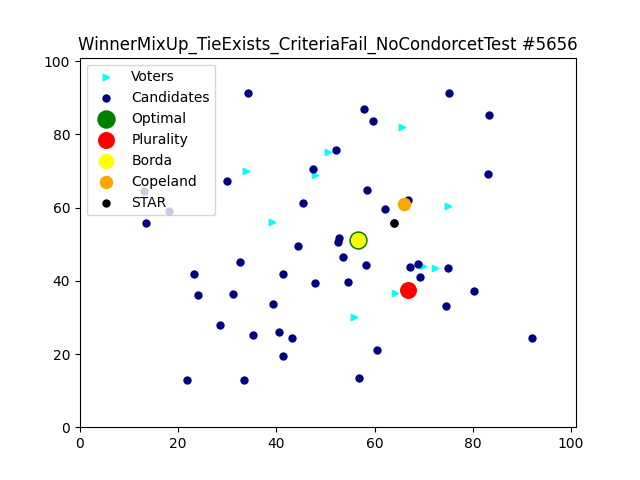 WinnerMixUp_TieExists_CriteriaFail_NoCondorcetTest #5656
Voters
Candidates
Optimal
Plurality
Borda
Copeland
STAR
100
80
60
40
20
0
0 20 40 60 80 100